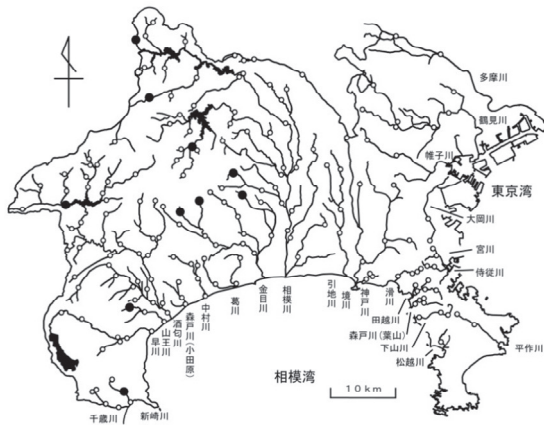 多摩川
鶴見川
帷子川
東京湾
大岡川
宮川
侍従川
平作川
松越川
下山川
森戸川(葉山)
田越川
滑川
神戸川
境川
引地川
相模川
金目川
葛川
中村川
森戸川(小田原)
酒匂川
山王川
早川
相模湾
10km
千歳川
新崎川